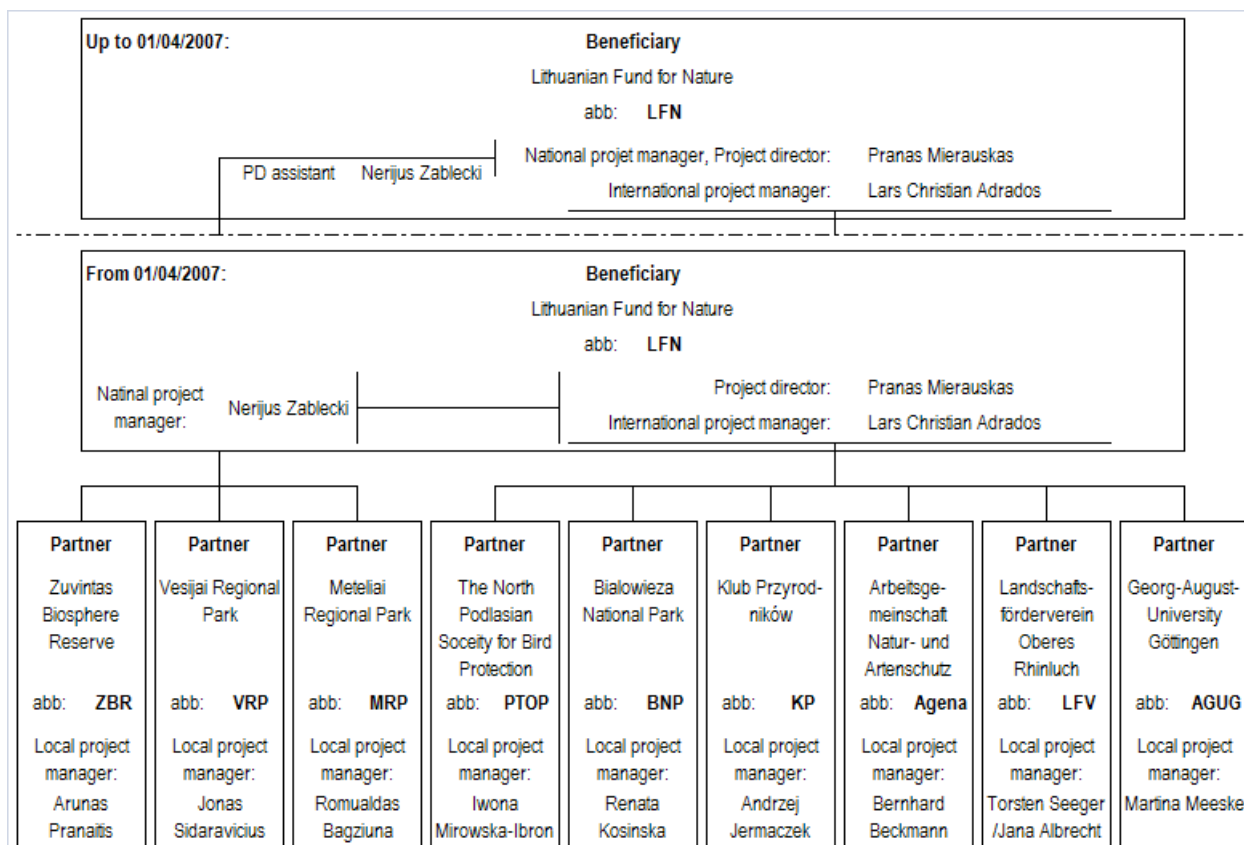 Up to 01/04/2007: Beneficiary
Lithuanian Fund for Nature
abb: LFN
National projet manager, Project director: Pranas Mierauskas
PD assistant Nerijus Zablecki
International project manager: Lars Christian Adrados
From 01/04/2007: Beneficiary
Lithuanian Fund for Nature
abb: LFN
Natinal project
manager:
Nerijus Zablecki
Project director: Pranas Mierauskas
International project manager: Lars Christian Adrados
Partner
Zuvintas
Biosphere
Reserve
abb: ZBR
Local project
manager:
Arunas
Pranaitis
Partner
Vesijai Regional
Park
abb: VRP
Local project
manager:
Jonas
Sidaravicius
Partner
Meteliai
Regional Park
abb: MRP
Local project
manager:
Romualdas
Bagziuna
Partner
The North
Podlasian
Soceity for Bird
Protection
abb: PTOP
Local project
manager:
Iwona
Mirowska-Ibron
Partner
Bialowieza
National Park
abb: BNP
Local project
manager:
Renata
Kosinska
Partner
Klub Przyrod-
ników
abb: KP
Local project
manager:
Andrzej
Jermaczek
Partner
Arbeitsge-
meinschaft
Natur- und
Artenschutz
abb: Agena
Local project
manager:
Bernhard
Beckmann
Partner
Landschafts-
förderverein
Oberes
Rhinluch
abb: LFV
Local project
manager:
Torsten Seeger
/Jana Albrecht
Partner
Georg-August-
University
Göttingen
abb: AGUG
Local project
manager:
Martina Meeske